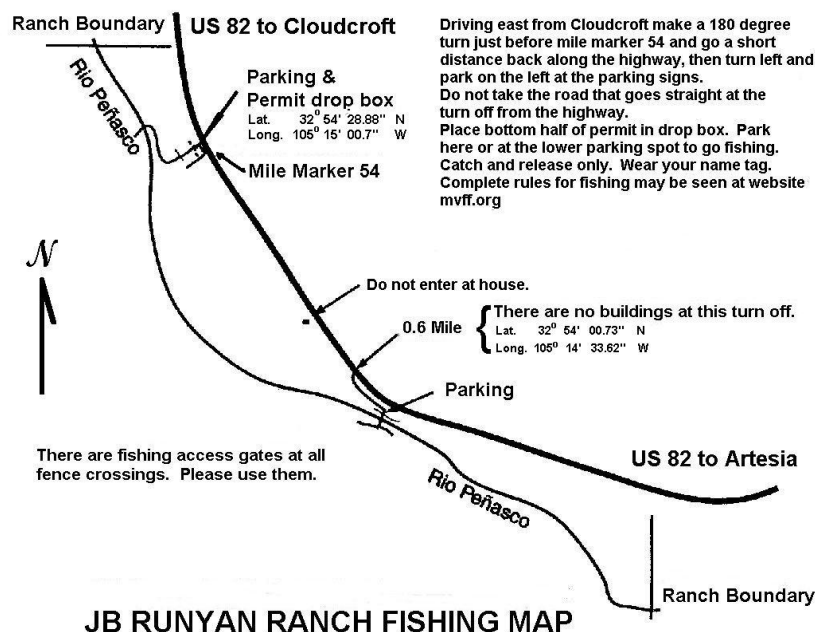 Ranch Boundary
US 82 to Cloudcroft
Driving east from Cloudcroft make a 180 degree
turn just before mile marker 54 and go a short
distance back along the highway, then turn left and
park on the left at the parking signs.
Do not take the road that goes straight at the
turn off from the highway.
Place bottom half of permit in drop box.  Park
here or at the lower parking spot to go fishing.
Catch and release only.  Wear your name tag.
Complete rules for fishing may be seen at website
mvff.org
Rio Peñasco
Parking &
Permit drop box
Lat. 32° 54' 28.88" N
Long. 105° 15' 00.7" W
Mile Marker 54
N
Do not enter at house.
0.6 Mile
There are no buildings at this turn off.
Lat. 32° 54' 00.73" N
Long. 105° 14' 33.62" W
Parking
There are fishing access gates at all
fence crossings.  Please use them.
US 82 to Artesia
Rio Peñasco
Ranch Boundary
JB RUNYAN RANCH FISHING MAP